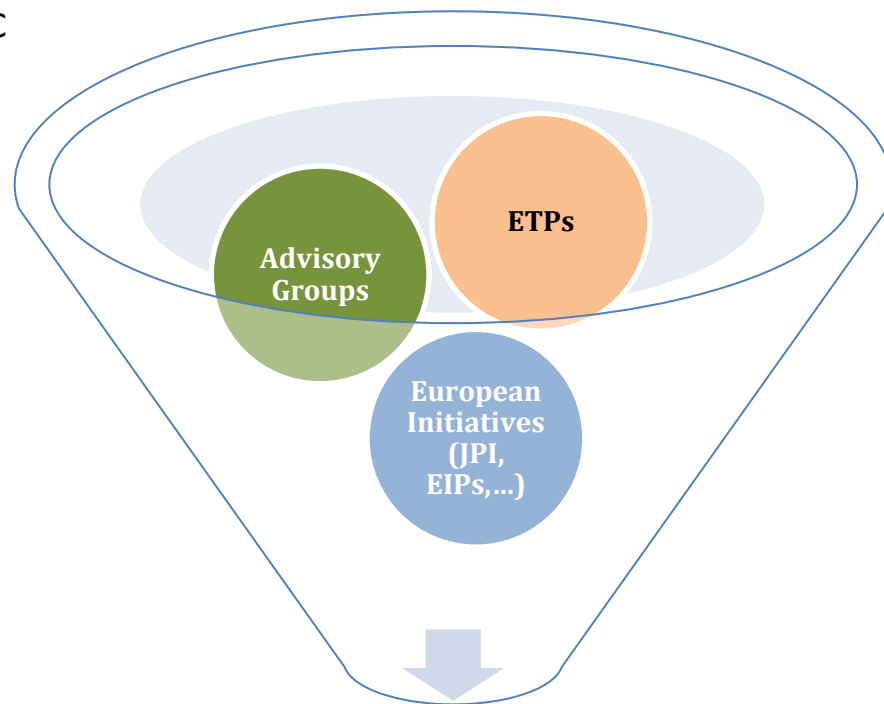 C
ETPs
Advisory
Groups
European
Initiatives
(JPI,
EIPs,...)